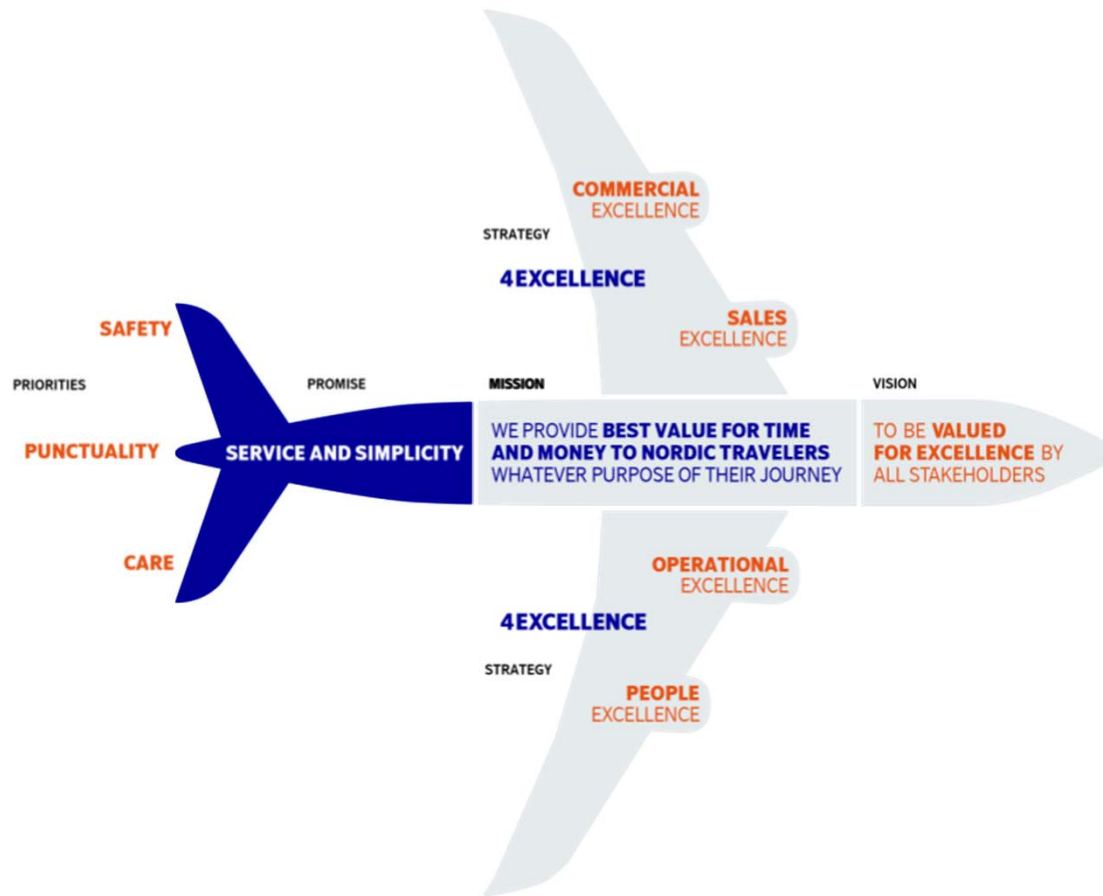 COMMERCIAL
EXCELLENCE
STRATEGY
4EXCELLENCE
SALES
EXCELLENCE
SAFETY
PRIORITIES
PROMISE
MISSION
VISION
PUNCTUALITY
SERVICE AND SIMPLICITY
WE PROVIDE BEST VALUE FOR TIME
AND MONEY TO NORDIC TRAVELERS
WHATEVER PURPOSE OF THEIR JOURNEY
TO BE VALUED
FOR EXCELLENCE BY
ALL STAKEHOLDERS
CARE
OPERATIONAL
EXCELLENCE
4EXCELLENCE
STRATEGY
PEOPLE
EXCELLENCE